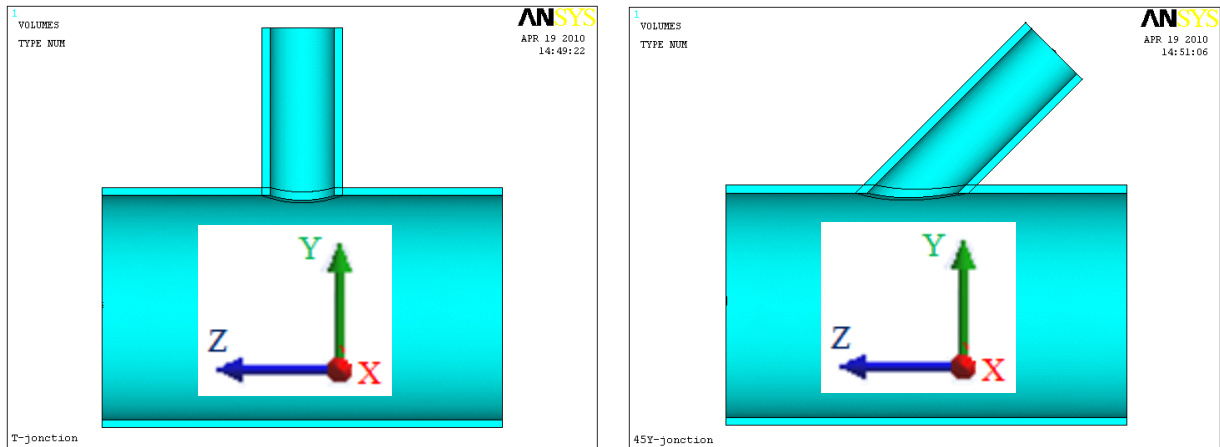 1
VOLUMES
TYPE NUM
ANSYS
APR 19 2010
14:49:22
Y
Z
X
T-jonction
1
VOLUMES
TYPE NUM
ANSYS
APR 19 2010
14:51:06
Y
Z
X
45Y-jonction